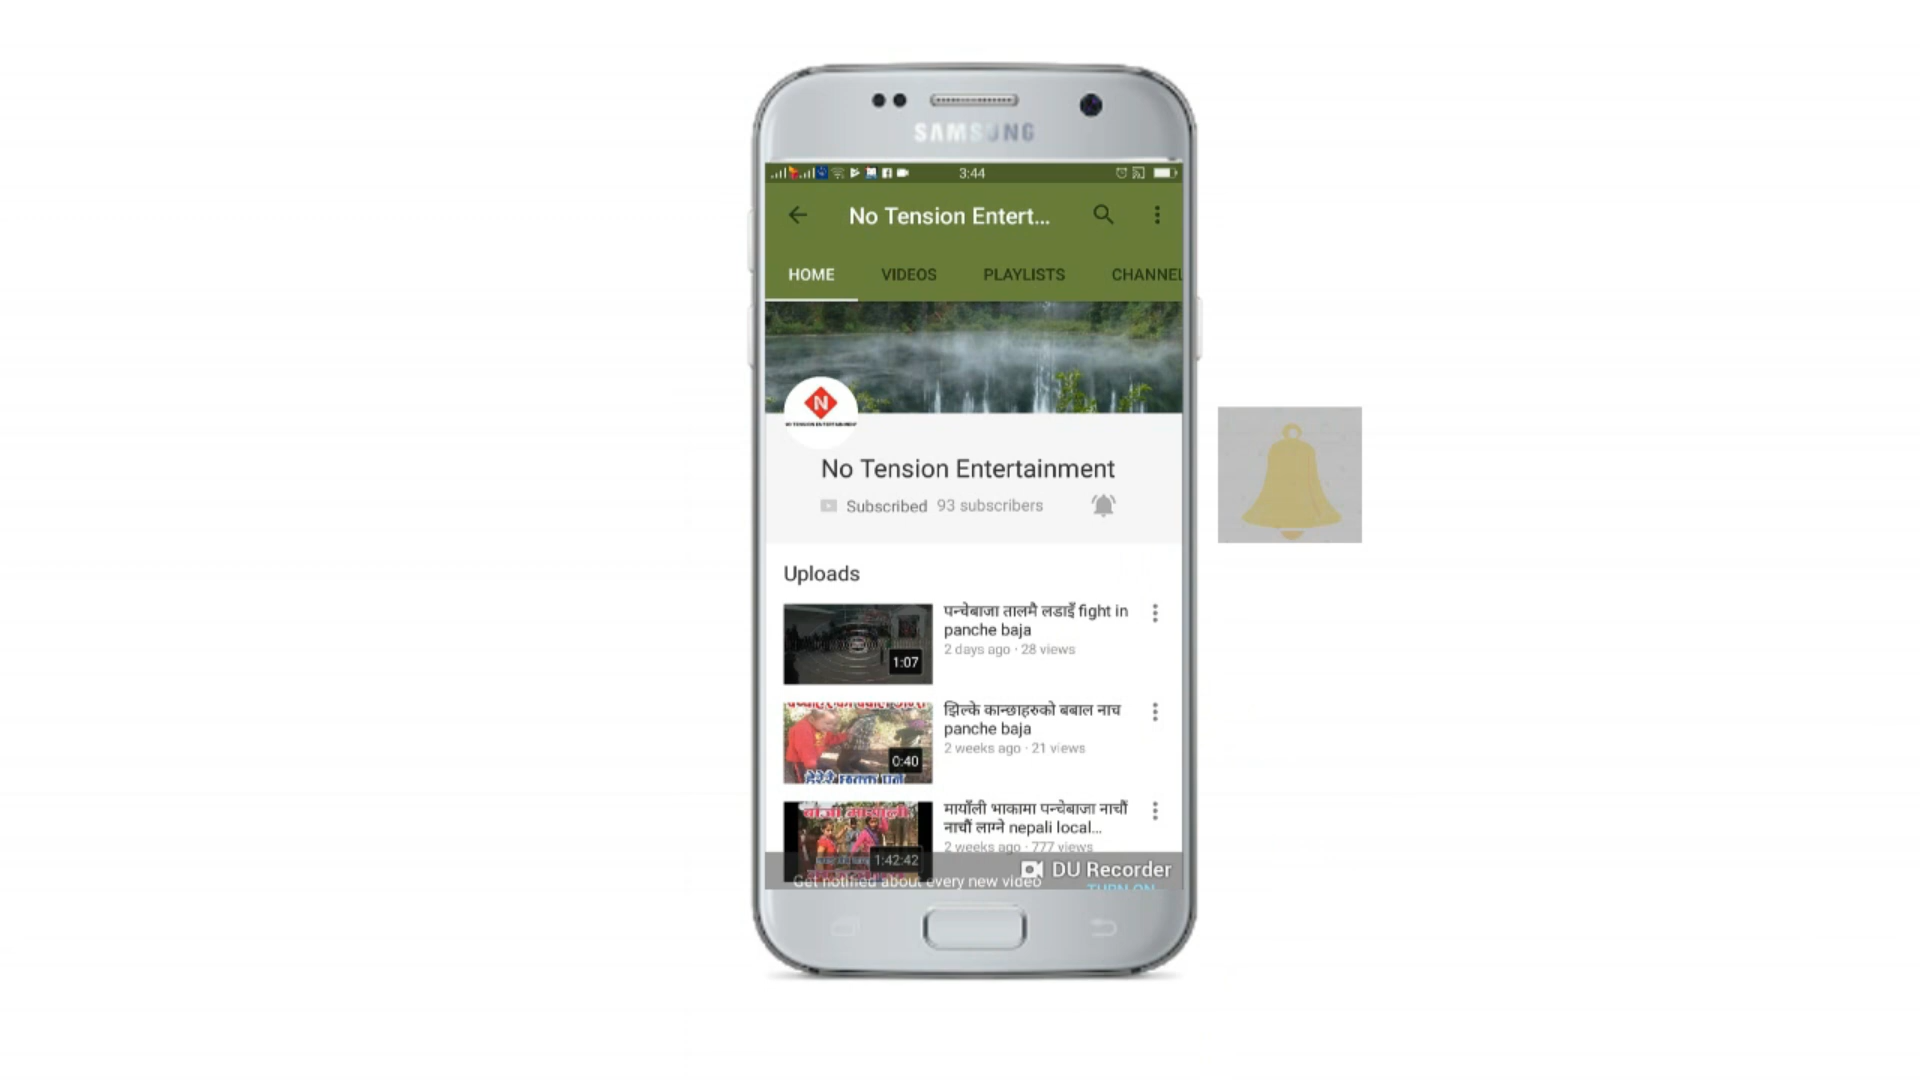 SAMSUNG
3:44
No Tension Entert...
HOME VIDEOS PLAYLISTS CHANNEL
N
NO TENSION ENTERTAINMENT
No Tension Entertainment
Subscribed 93 subscribers
Uploads
पन्चेबाजा तालमै लडाइँ fight in
panche baja
2 days ago · 28 views
1:07
झिल्के कान्छाहरुको बबाल नाच
panche baja
2 weeks ago · 21 views
0:40
मायाँली भाकामा पन्चेबाजा नाचौं
नाचौं लाग्ने nepali local...
2 weeks ago · 777 views
1:42:42
DU Recorder
Get notified about every new video
TURN ON